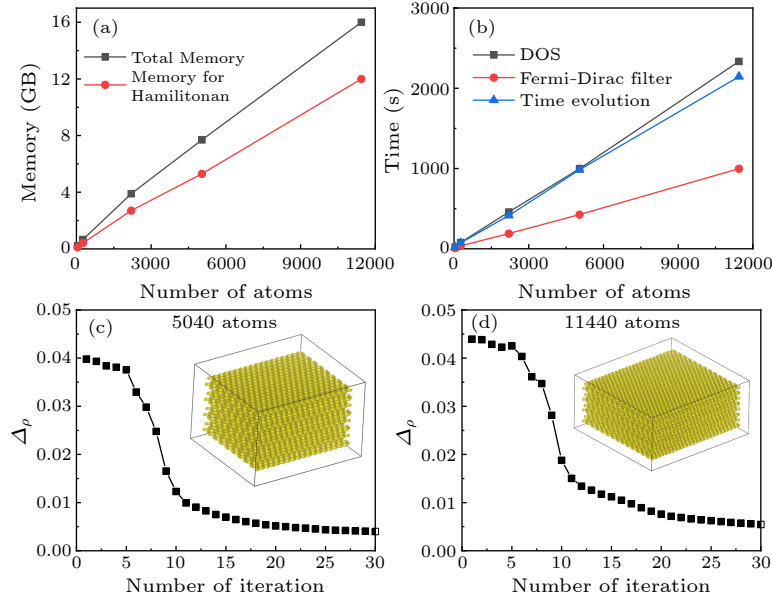 (a)
Total Memory
Memory for
Hamilitonan
Memory (GB)
16
12
8
4
0
0 3000 6000 9000 12000
Number of atoms
(b)
DOS
Fermi-Dirac filter
Time evolution
Time (s)
3000
2000
1000
0
0 3000 6000 9000 12000
Number of atoms
(c)
5040 atoms
Δρ
0.05
0.04
0.03
0.02
0.01
0.00
0 5 10 15 20 25 30
Number of iteration
(d)
11440 atoms
Δρ
0.05
0.04
0.03
0.02
0.01
0.00
0 5 10 15 20 25 30
Number of iteration